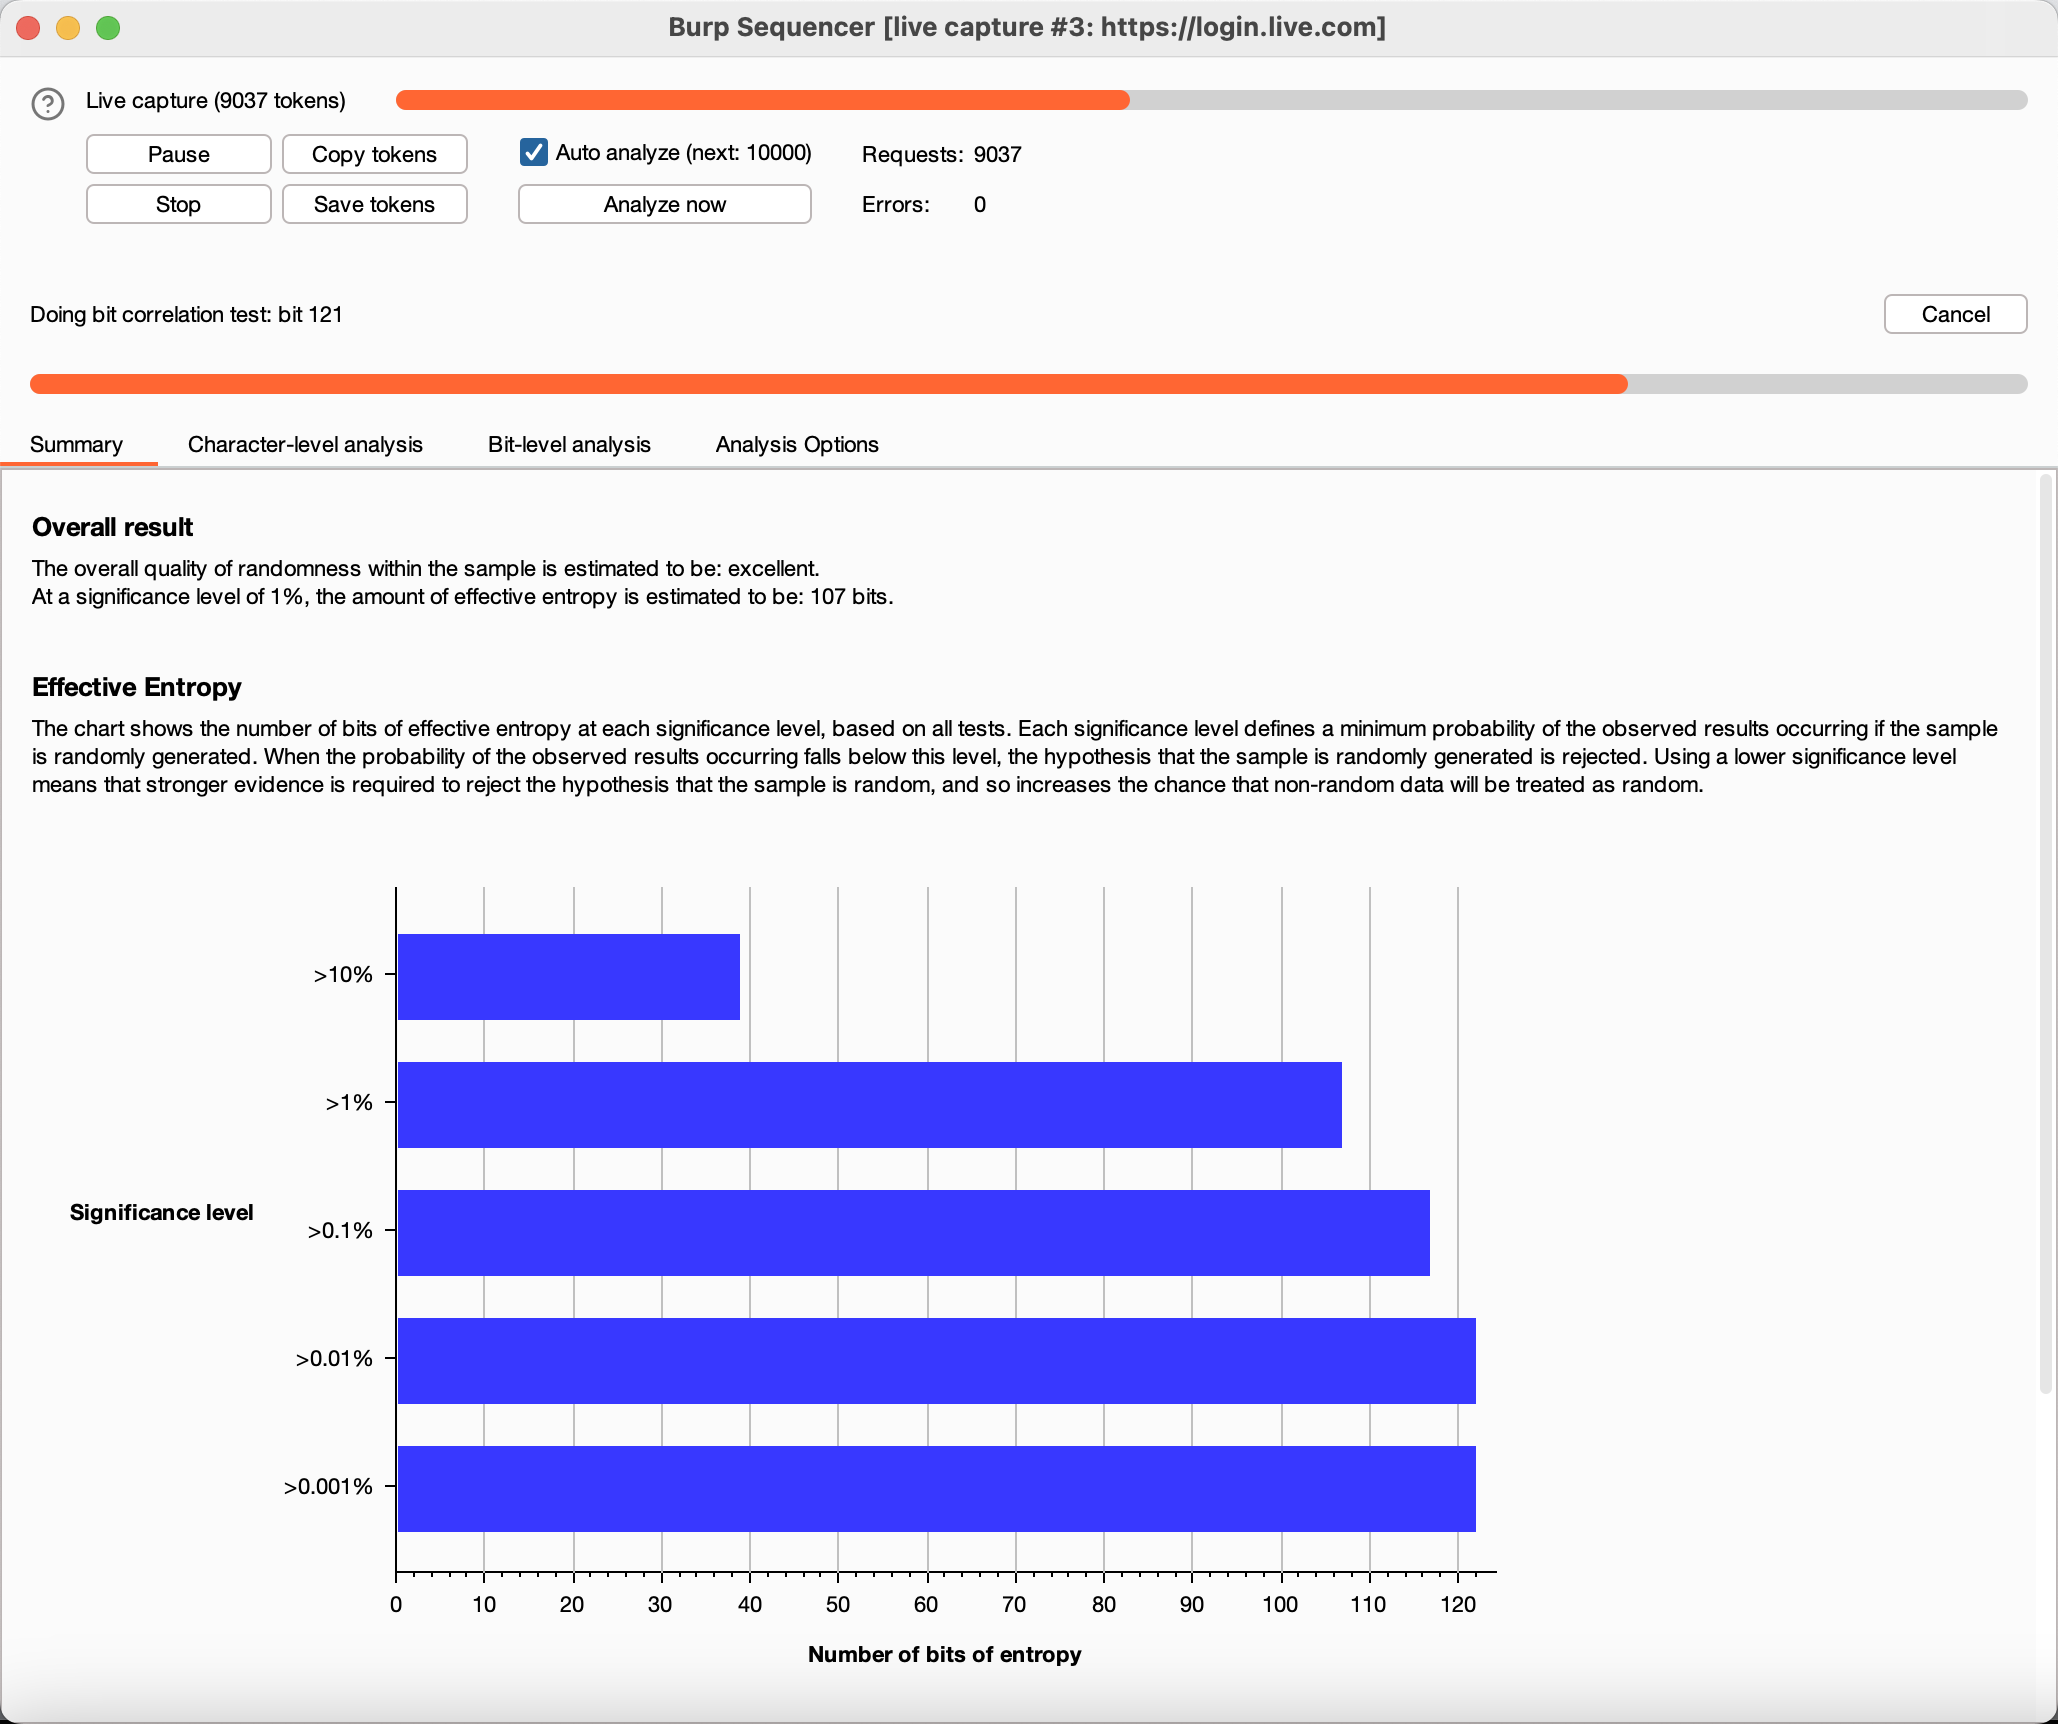 Burp Sequencer [live capture #3: https://login.live.com]
Live capture (9037 tokens)
Pause
Copy tokens
Auto analyze (next: 10000)
Requests: 9037
Stop
Save tokens
Analyze now
Errors: 0
Doing bit correlation test: bit 121
Cancel
Summary
Character-level analysis
Bit-level analysis
Analysis Options
Overall result
The overall quality of randomness within the sample is estimated to be: excellent.
At a significance level of 1%, the amount of effective entropy is estimated to be: 107 bits.
Effective Entropy
The chart shows the number of bits of effective entropy at each significance level, based on all tests. Each significance level defines a minimum probability of the observed results occurring if the sample
is randomly generated. When the probability of the observed results occurring falls below this level, the hypothesis that the sample is randomly generated is rejected. Using a lower significance level
means that stronger evidence is required to reject the hypothesis that the sample is random, and so increases the chance that non-random data will be treated as random.
>10%
>1%
Significance level
>0.1%
>0.01%
>0.001%
0 10 20 30 40 50 60 70 80 90 100 110 120
Number of bits of entropy